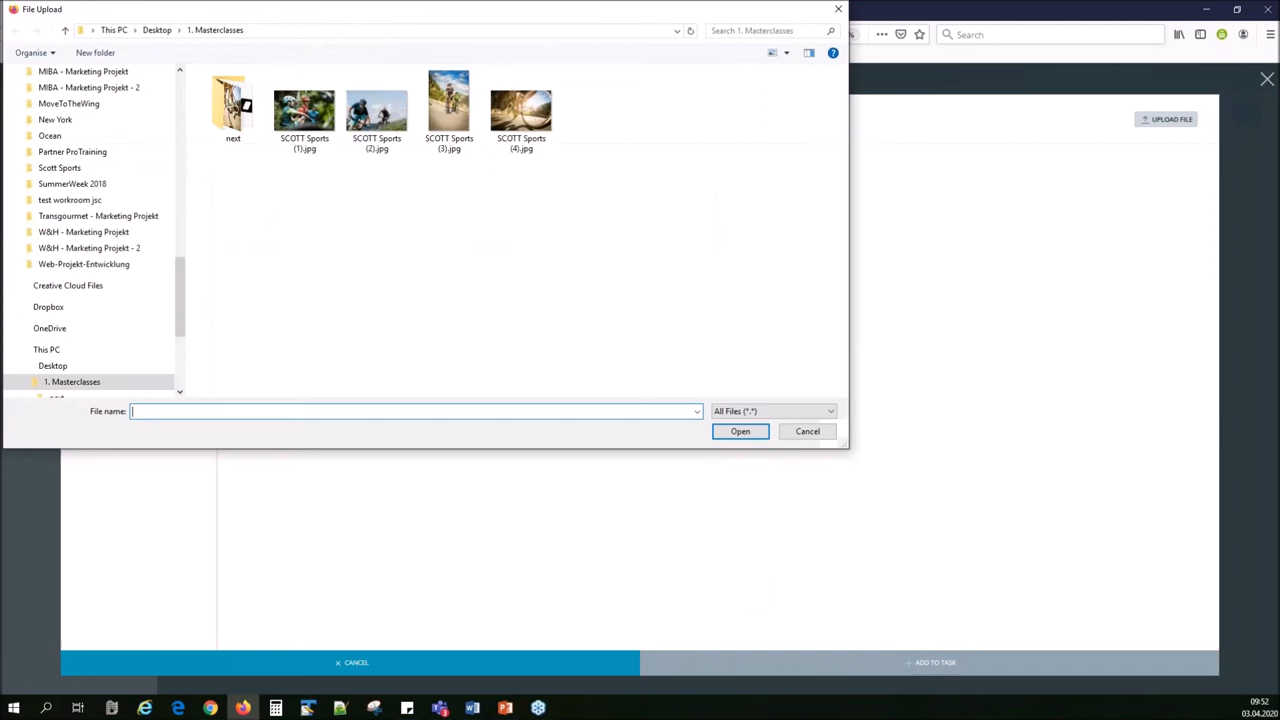 File Upload
This PC > Desktop > 1. Masterclasses
Search 1. Masterclasses
Search
Organise
New folder
MIBA - Marketing Projekt
MIBA - Marketing Projekt - 2
MoveToTheWing
New York
Ocean
Partner ProTraining
Scott Sports
SummerWeek 2018
test workroom jsc
Transgourmet - Marketing Projekt
W&H - Marketing Projekt
W&H - Marketing Projekt - 2
Web-Projekt-Entwicklung
Creative Cloud Files
Dropbox
OneDrive
This PC
Desktop
1. Masterclasses
next
SCOTT Sports (1).jpg
SCOTT Sports (2).jpg
SCOTT Sports (3).jpg
SCOTT Sports (4).jpg
UPLOAD FILE
File name:
All Files (*.*)
Open
Cancel
CANCEL
ADD TO TASK
09:52
03.04.2020